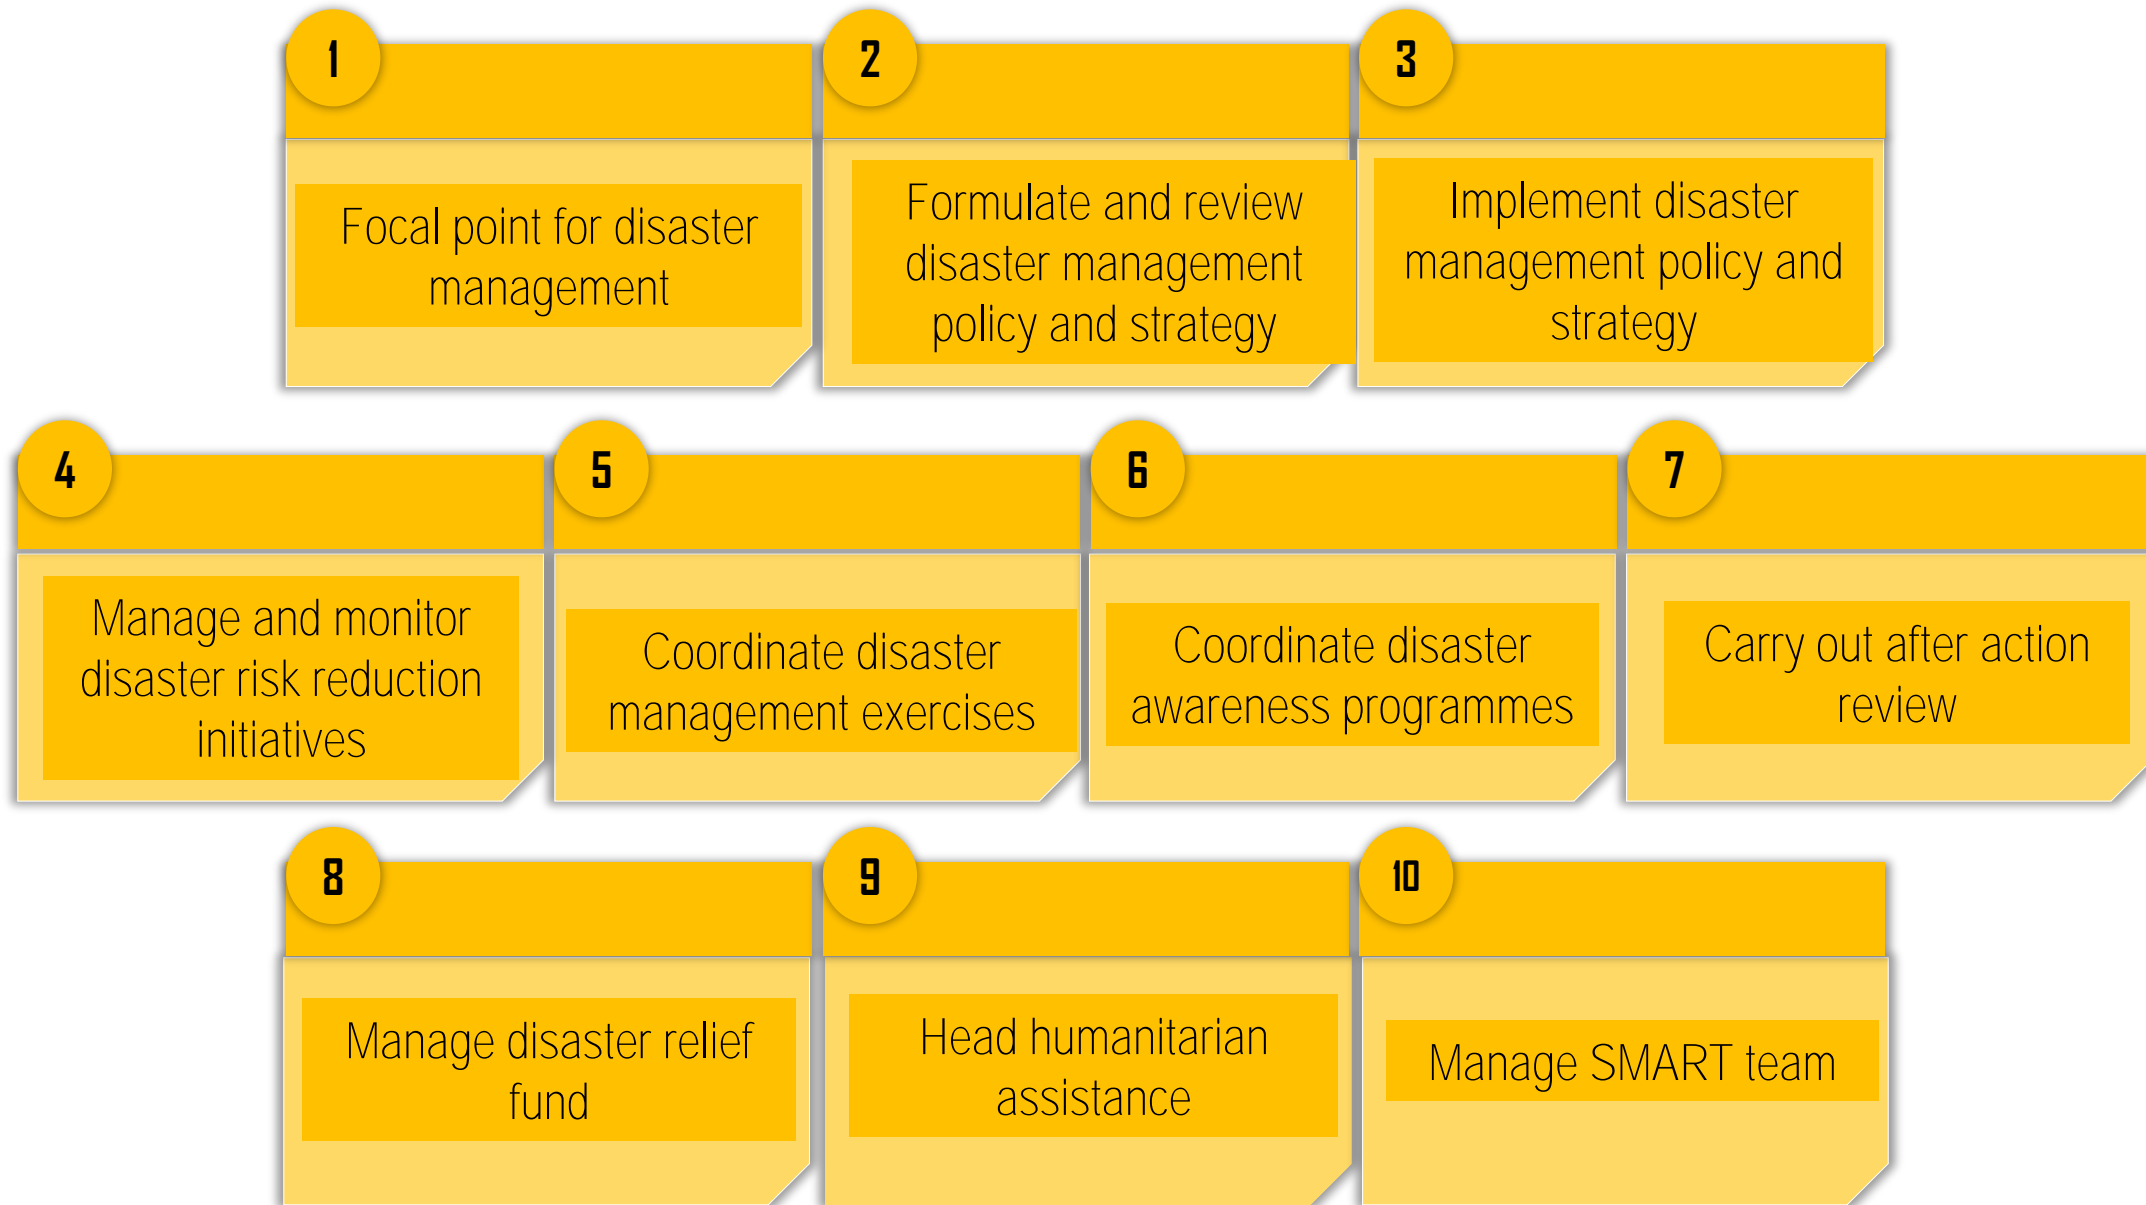 1
Focal point for disaster
management
2
Formulate and review
disaster management
policy and strategy
3
Implement disaster
management policy and
strategy
4
Manage and monitor
disaster risk reduction
initiatives
5
Coordinate disaster
management exercises
6
Coordinate disaster
awareness programmes
7
Carry out after action
review
8
Manage disaster relief
fund
9
Head humanitarian
assistance
10
Manage SMART team